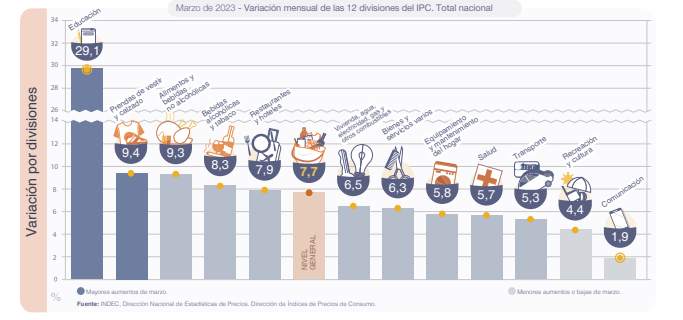 Marzo de 2023 - Variación mensual de las 12 divisiones del IPC. Total nacional
Variación por divisiones
34
32
30
28
26
14
12
10
8
6
4
2
0
%
Educación
29,1
Prendas de vestir
y calzado
9,4
Alimentos y
bebidas
no alcohólicas
9,3
Bebidas
alcohólicas
y tabaco
8,3
Restaurantes
y hoteles
7,9
7,7
NIVEL
GENERAL
Vivienda, agua,
electricidad, gas y
otros combustibles
6,5
Bienes y
servicios varios
6,3
Equipamiento
y mantenimiento
del hogar
5,8
Salud
5,7
Transporte
5,3
Recreación
y cultura
4,4
Comunicación
1,9
Mayores aumentos de marzo.
Menores aumentos o bajas de marzo.
Fuente: INDEC, Dirección Nacional de Estadísticas de Precios. Dirección de Índices de Precios de Consumo.